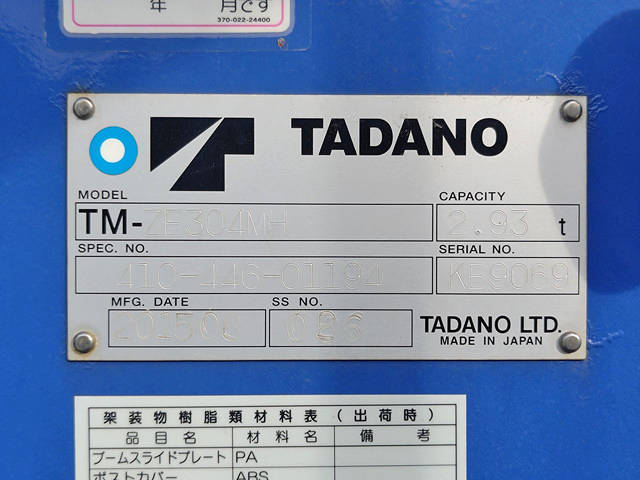 年 月です
370-022-24400
TADANO
MODEL
CAPACITY
TM-ZE304MH
2.93 t
SPEC. NO.
SERIAL NO.
410-446-01194
KE9069
MFG. DATE
SS NO.
TADANO LTD.
MADE IN JAPAN
架装物樹脂類材料表(出荷時)
品目名 材料名 備考
ブームスライドプレート PA
ポストカバー ABS